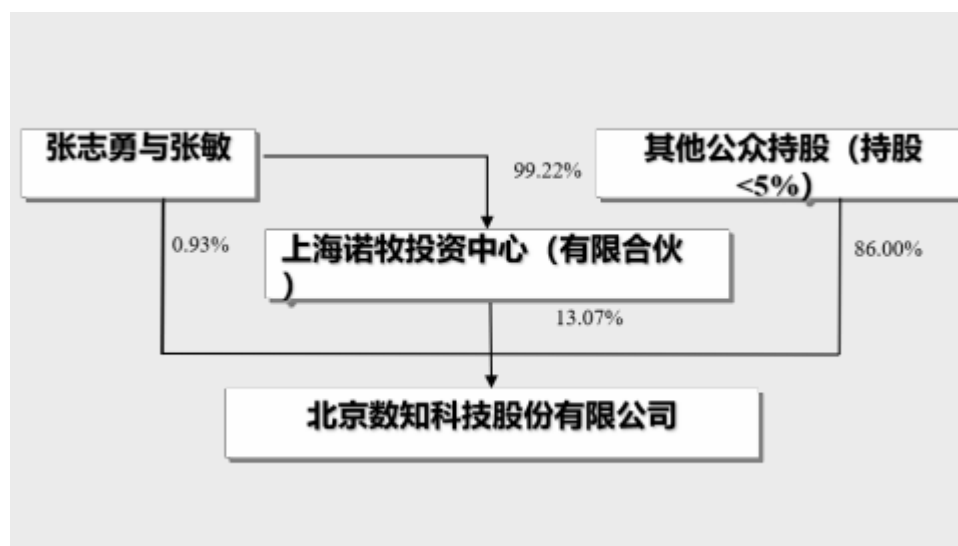 张志勇与张敏
其他公众持股（持股
<5%）
99.22%
0.93%
86.00%
上海诺牧投资中心（有限合伙
）
13.07%
北京数知科技股份有限公司